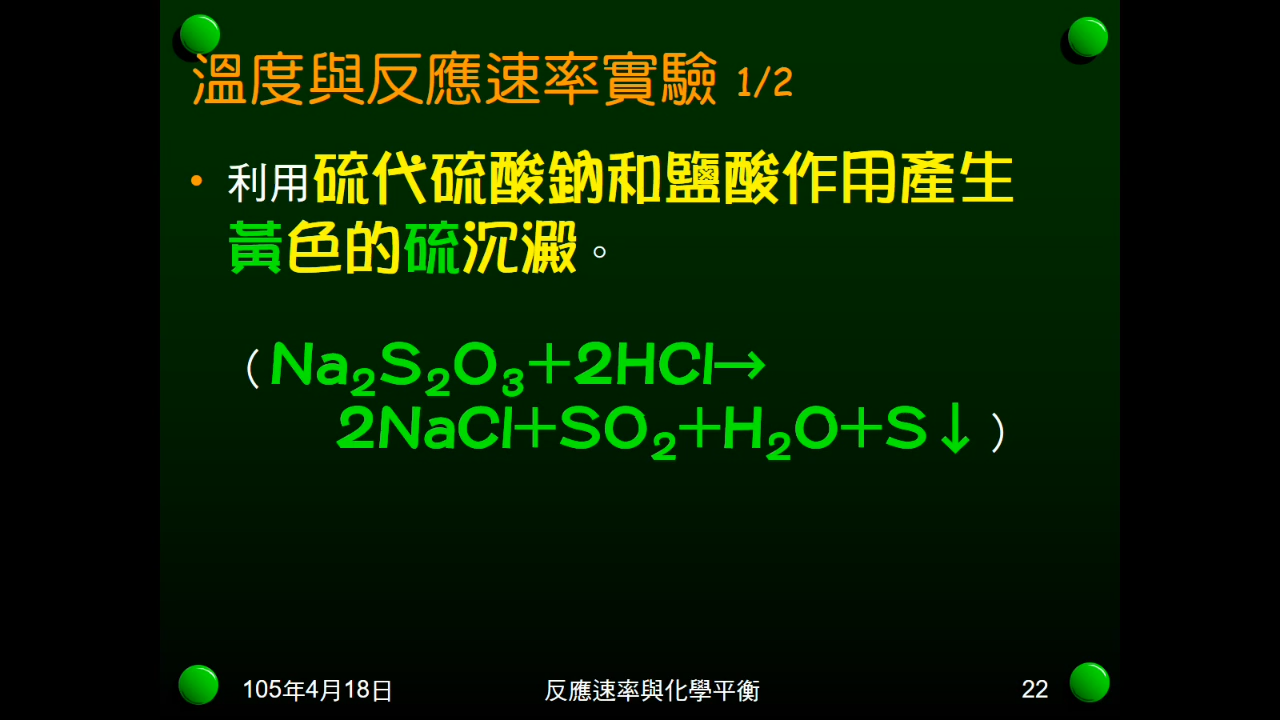 溫度與反應速率實驗 1/2
• 利用硫代硫酸鈉和鹽酸作用產生
黃色的硫沉澱。
（Na₂S₂O₃＋2HCl→
2NaCl＋SO₂＋H₂O＋S↓）
105年4月18日
反應速率與化學平衡
22